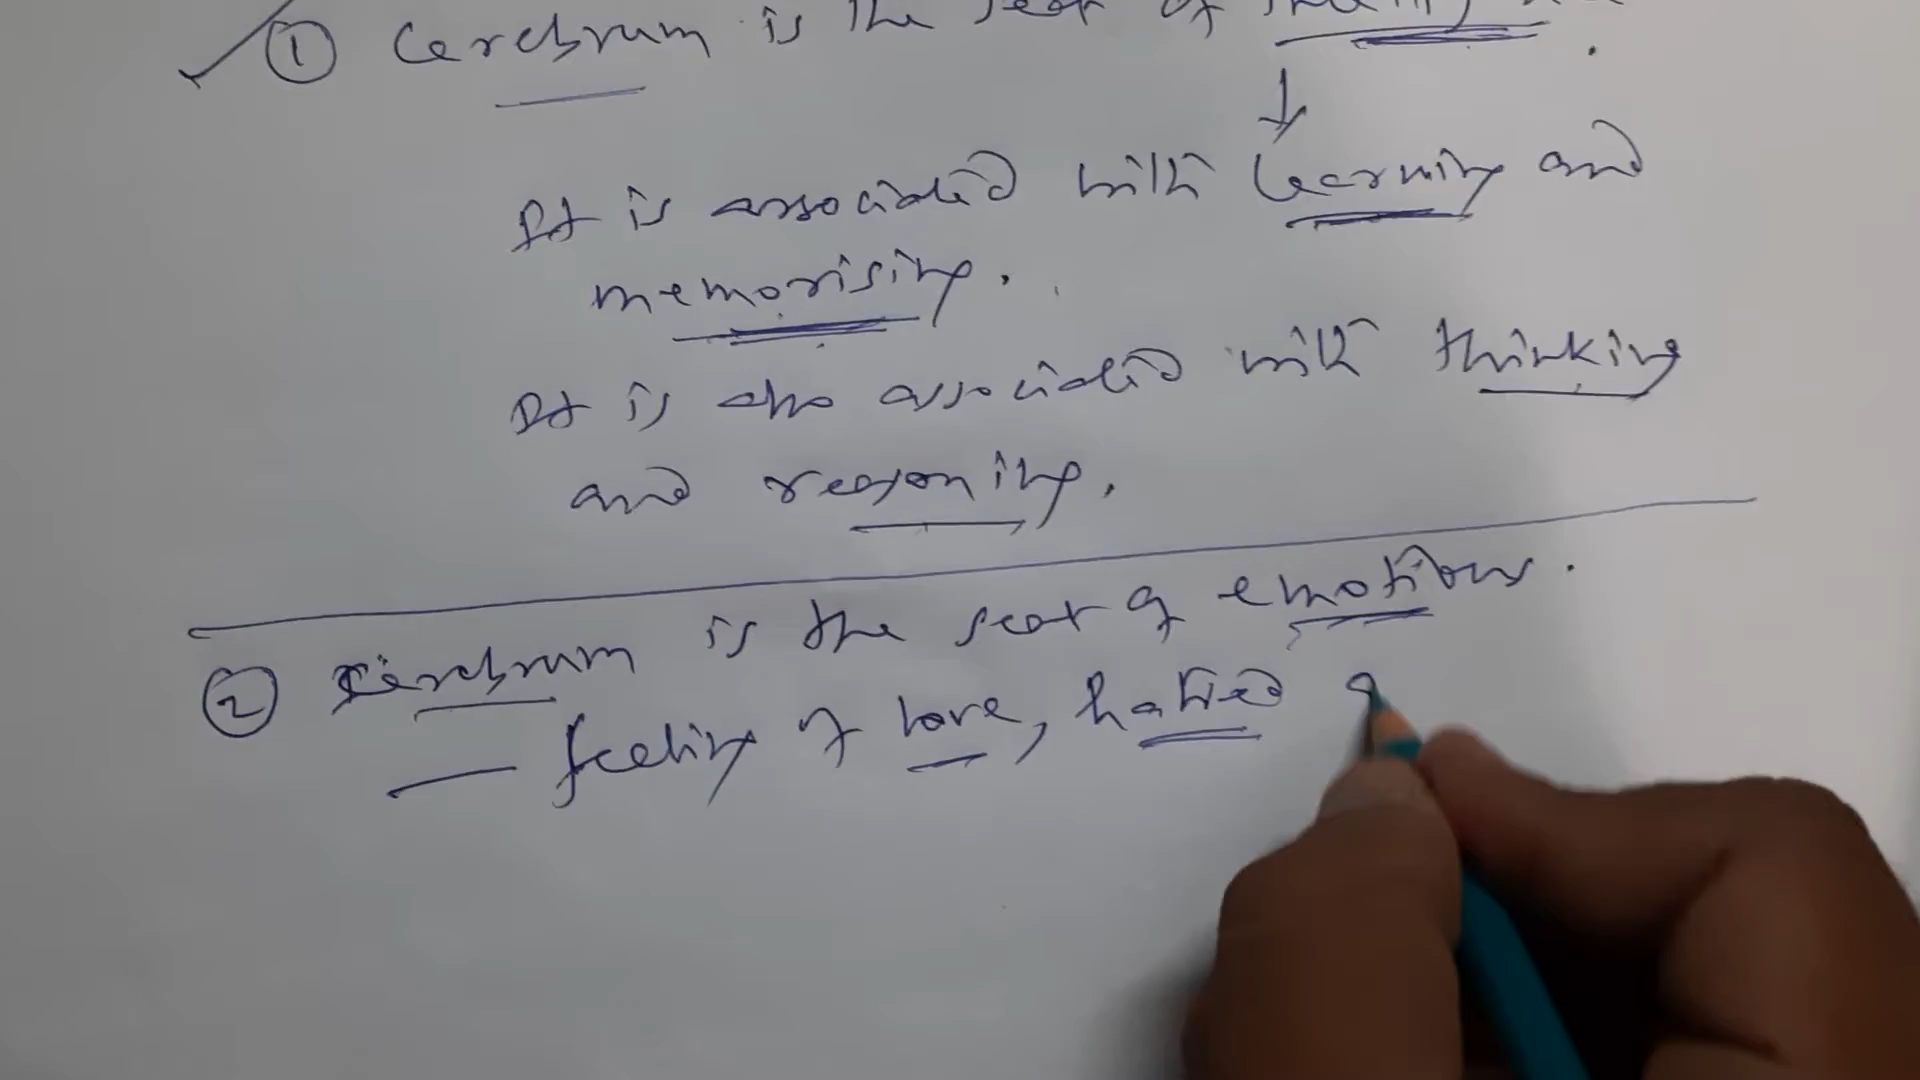 ① Cerebrum is the seat of
It is associated with learning and
memorising.
It is also associated with thinking
and reasoning.
② Cerebrum is the seat of emotions.
— feeling of love, hatred